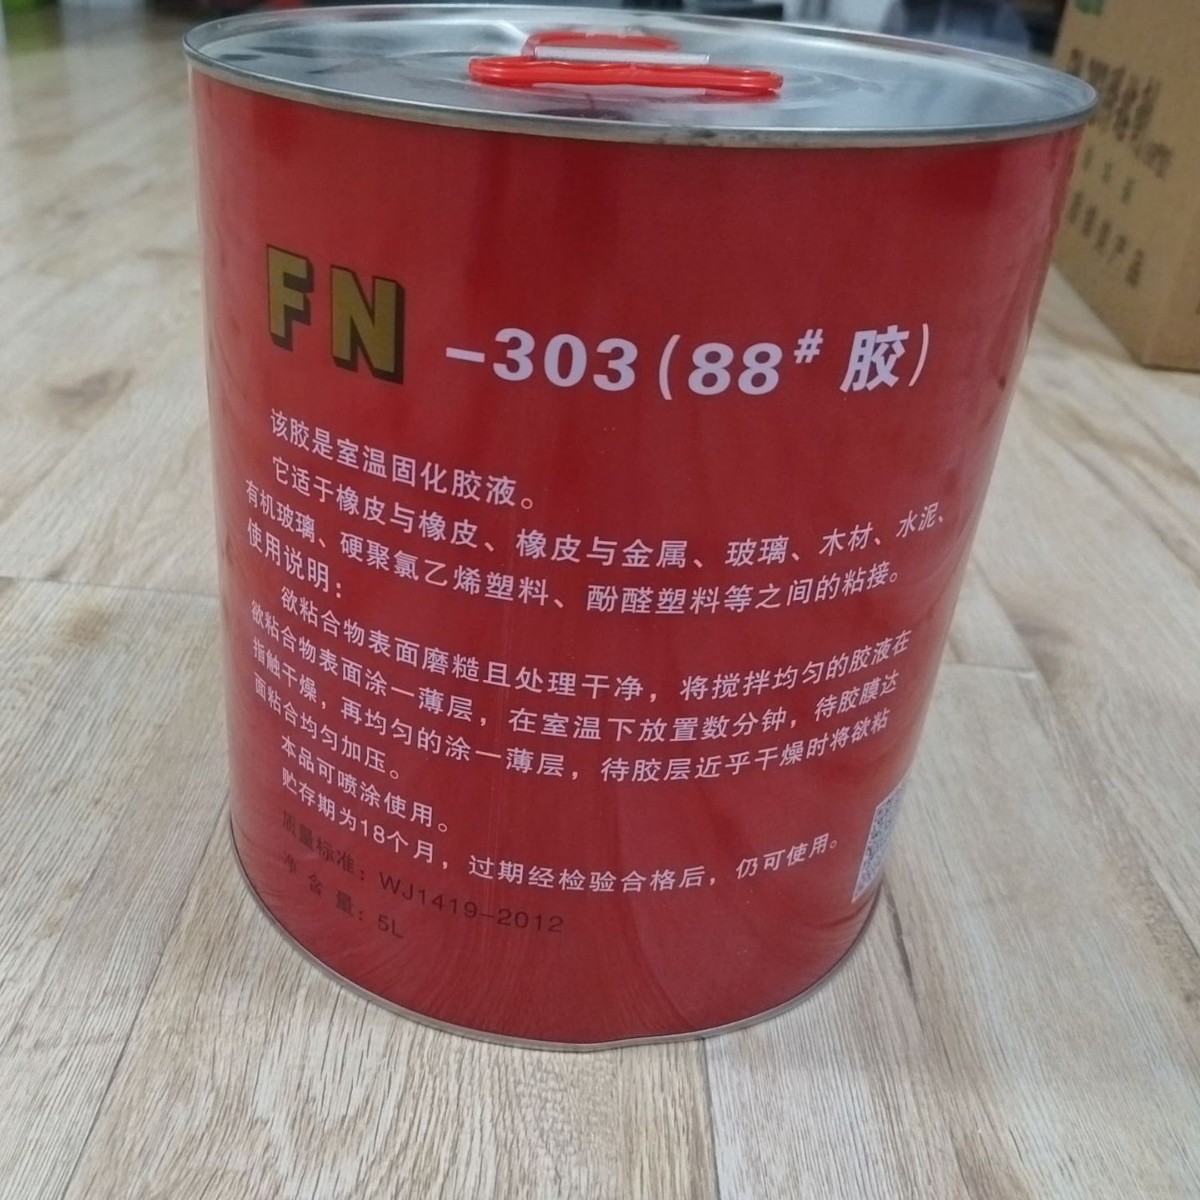 FN-303(88#胶)
该胶是室温固化胶液。
它适于橡皮与橡皮、橡皮与金属、玻璃、木材、水泥、
有机玻璃、硬聚氯乙烯塑料、酚醛塑料等之间的粘接。
使用说明：
欲粘合物表面磨糙且处理干净，将搅拌均匀的胶液在
欲粘合物表面涂一薄层，在室温下放置数分钟，待胶膜达
指触干燥，再均匀的涂一薄层，待胶层近乎干燥时将欲粘
面粘合均匀加压。
本品可喷涂使用。
贮存期为18个月，过期经检验合格后，仍可使用。
质量标准：WJ1419-2012
净含量：5L